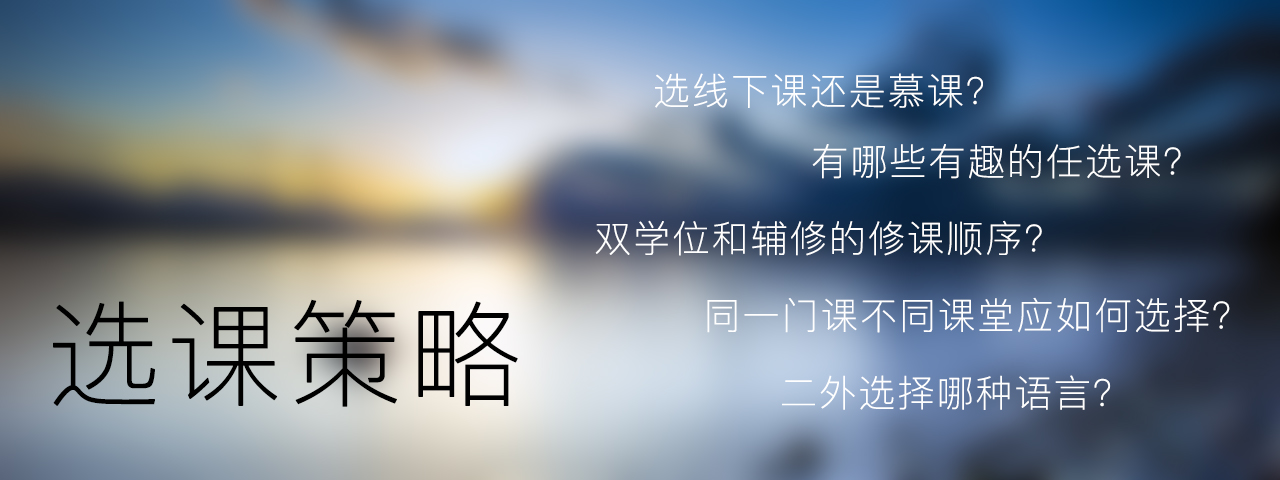 选线下课还是慕课?
有哪些有趣的任选课?
双学位和辅修的修课顺序?
同一门课不同课堂应如何选择?
二外选择哪种语言?
选课策略